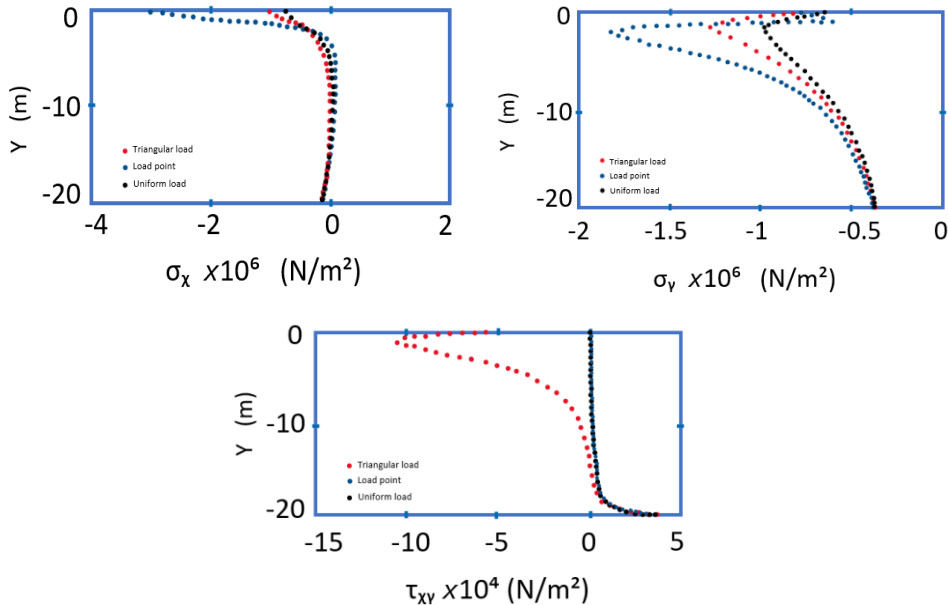 0
-10
-20
Y (m)
Triangular load
Load point
Uniform load
-4 -2 0 2
σχ x10⁶ (N/m²)
0
-10
-20
Y (m)
Triangular load
Load point
Uniform load
-2 -1.5 -1 -0.5 0
σγ x10⁶ (N/m²)
0
-10
-20
Y (m)
Triangular load
Load point
Uniform load
-15 -10 -5 0 5
τχγ x10⁴ (N/m²)